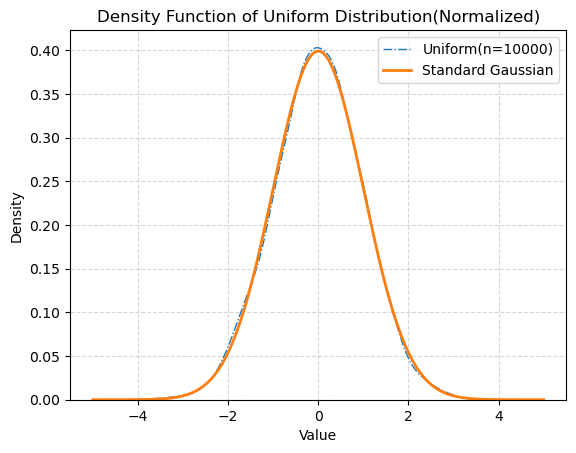 Density Function of Uniform Distribution(Normalized)
Uniform(n=10000)
Standard Gaussian
Density
0.40
0.35
0.30
0.25
0.20
0.15
0.10
0.05
0.00
−4
−2
0
2
4
Value